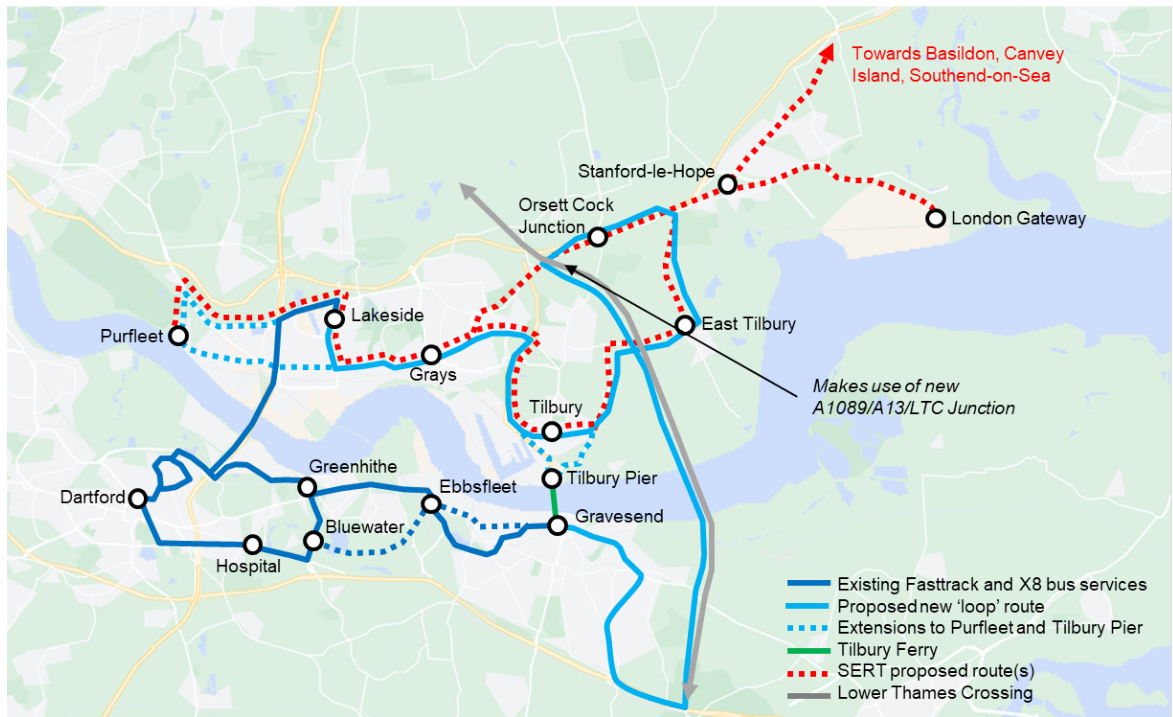 Towards Basildon, Canvey
Island, Southend-on-Sea
Stanford-le-Hope
Orsett Cock
Junction
London Gateway
Lakeside
Purfleet
East Tilbury
Grays
Makes use of new
A1089/A13/LTC Junction
Tilbury
Greenhithe
Ebbsfleet
Tilbury Pier
Dartford
Bluewater
Gravesend
Hospital
Existing Fasttrack and X8 bus services
Proposed new ‘loop’ route
Extensions to Purfleet and Tilbury Pier
Tilbury Ferry
SERT proposed route(s)
Lower Thames Crossing